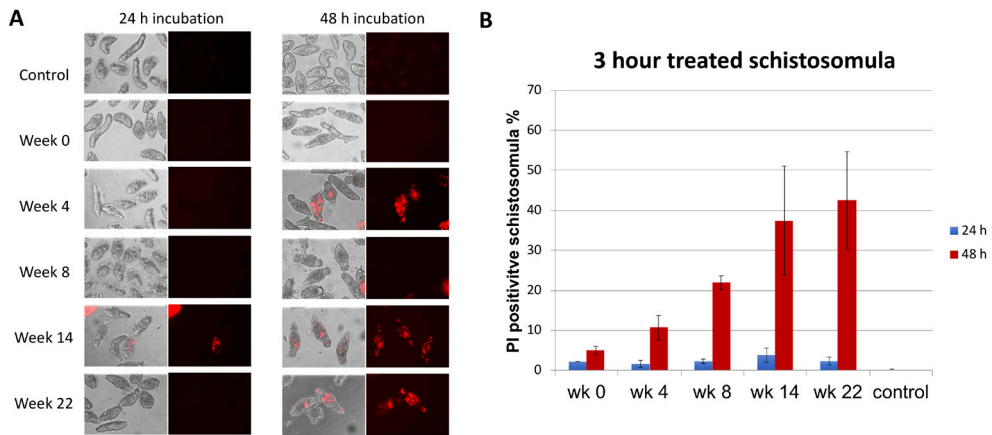 A
24 h incubation
48 h incubation
Control
Week 0
Week 4
Week 8
Week 14
Week 22
B
3 hour treated schistosomula
PI positivitve schistosomula %
70
60
50
40
30
20
10
0
wk 0
wk 4
wk 8
wk 14
wk 22
control
24 h
48 h